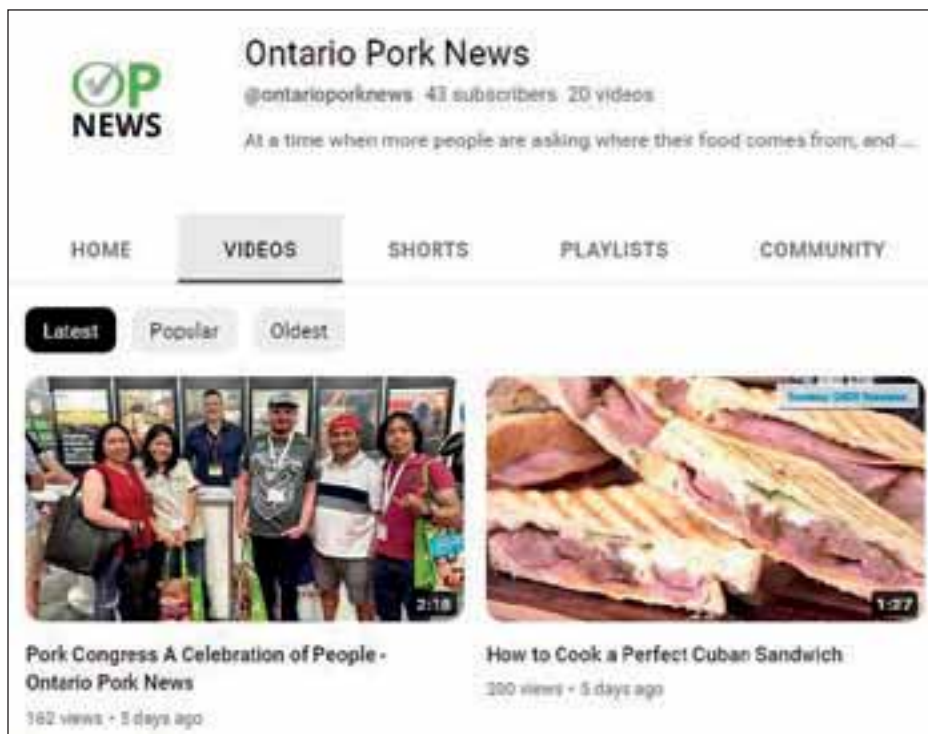 OP
NEWS
Ontario Pork News
@ontarioporknews 43 subscribers 20 videos
At a time when more people are asking where their food comes from, and ...
HOME VIDEOS SHORTS PLAYLISTS COMMUNITY
Latest Popular Oldest
2:18
1:27
Pork Congress A Celebration of People -
Ontario Pork News
162 views • 5 days ago
How to Cook a Perfect Cuban Sandwich
200 views • 5 days ago